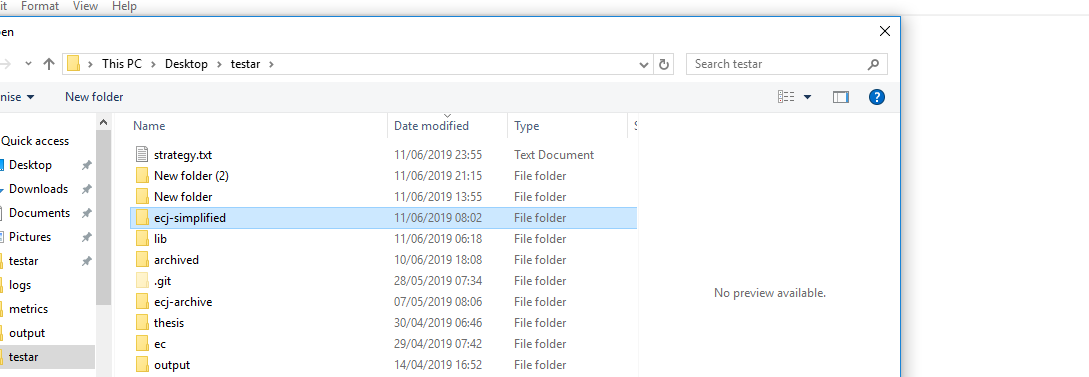 Format View Help
This PC > Desktop > testar >
Search testar
New folder
?
Name Date modified Type
Quick access
Desktop
Downloads
Documents
Pictures
testar
logs
metrics
output
testar
strategy.txt 11/06/2019 23:55 Text Document
New folder (2) 11/06/2019 21:15 File folder
New folder 11/06/2019 13:55 File folder
ecj-simplified 11/06/2019 08:02 File folder
lib 11/06/2019 06:18 File folder
archived 10/06/2019 18:08 File folder
.git 28/05/2019 07:34 File folder
ecj-archive 07/05/2019 08:06 File folder
thesis 30/04/2019 06:46 File folder
ec 29/04/2019 07:42 File folder
output 14/04/2019 16:52 File folder
No preview available.